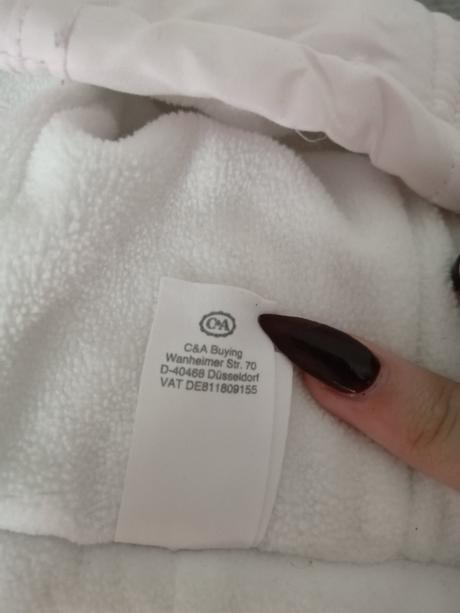 C&A
C&A Buying
Wanheimer Str. 70
D-40468 Düsseldorf
VAT DE811809155